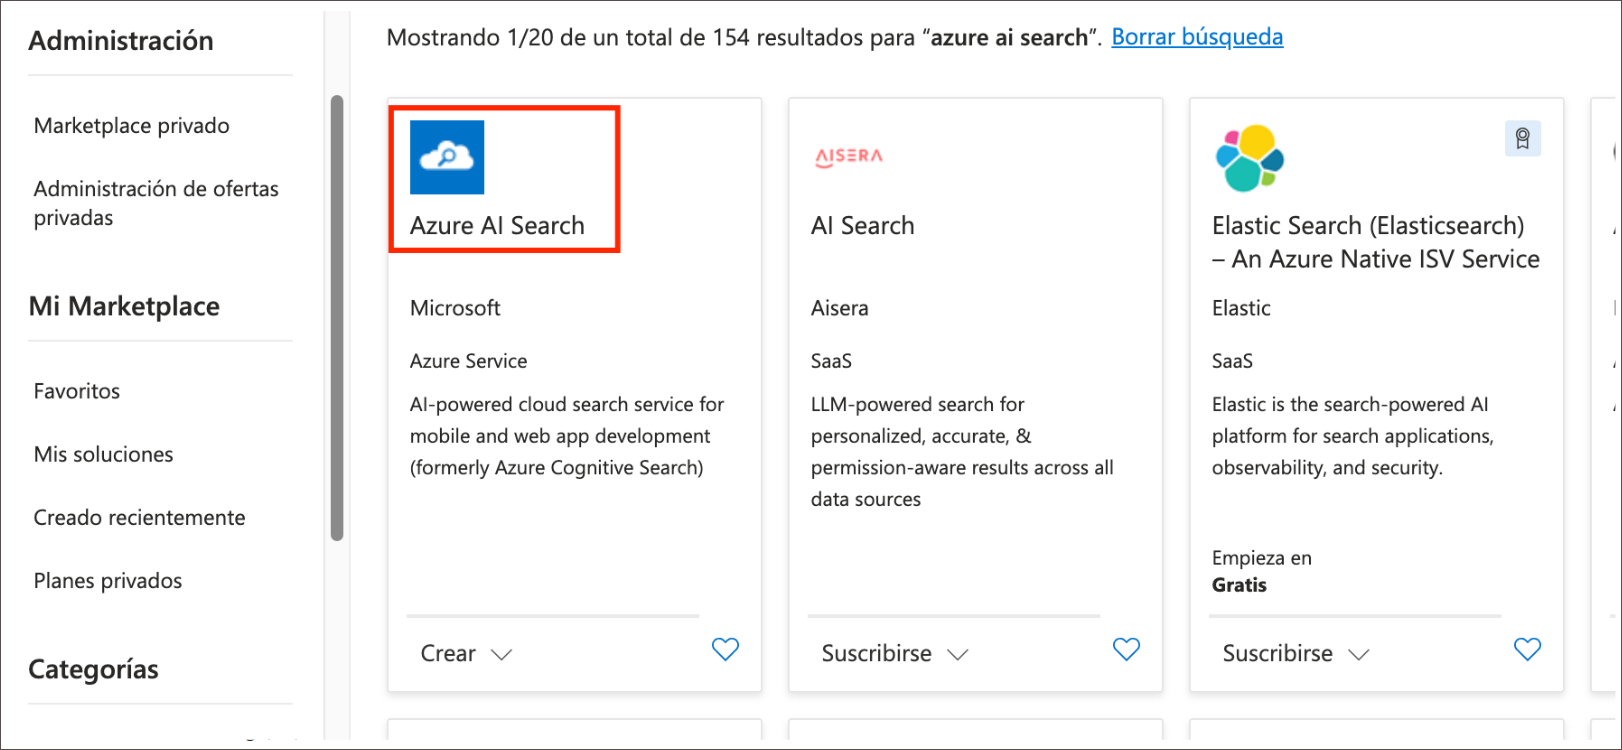 Administración
Marketplace privado
Administración de ofertas
privadas
Mi Marketplace
Favoritos
Mis soluciones
Creado recientemente
Planes privados
Categorías
Mostrando 1/20 de un total de 154 resultados para “azure ai search”. Borrar búsqueda
Azure AI Search
Microsoft
Azure Service
AI-powered cloud search service for
mobile and web app development
(formerly Azure Cognitive Search)
Crear
AISERA
AI Search
Aisera
SaaS
LLM-powered search for
personalized, accurate, &
permission-aware results across all
data sources
Suscribirse
Elastic Search (Elasticsearch)
– An Azure Native ISV Service
Elastic
SaaS
Elastic is the search-powered AI
platform for search applications,
observability, and security.
Empieza en
Gratis
Suscribirse